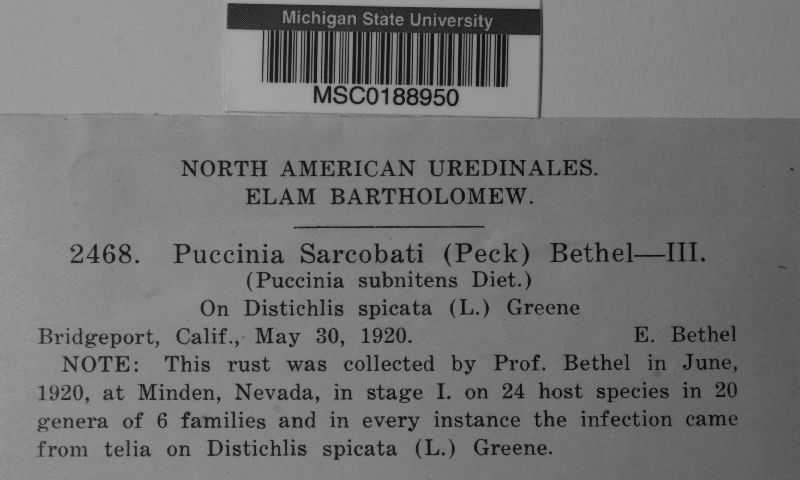 Michigan State University
MSC0188950
NORTH AMERICAN UREDINALES.
ELAM BARTHOLOMEW.
2468. Puccinia Sarcobati (Peck) Bethel—III.
(Puccinia subnitens Diet.)
On Distichlis spicata (L.) Greene
Bridgeport, Calif., May 30, 1920. E. Bethel
NOTE: This rust was collected by Prof. Bethel in June,
1920, at Minden, Nevada, in stage I. on 24 host species in 20
genera of 6 families and in every instance the infection came
from telia on Distichlis spicata (L.) Greene.